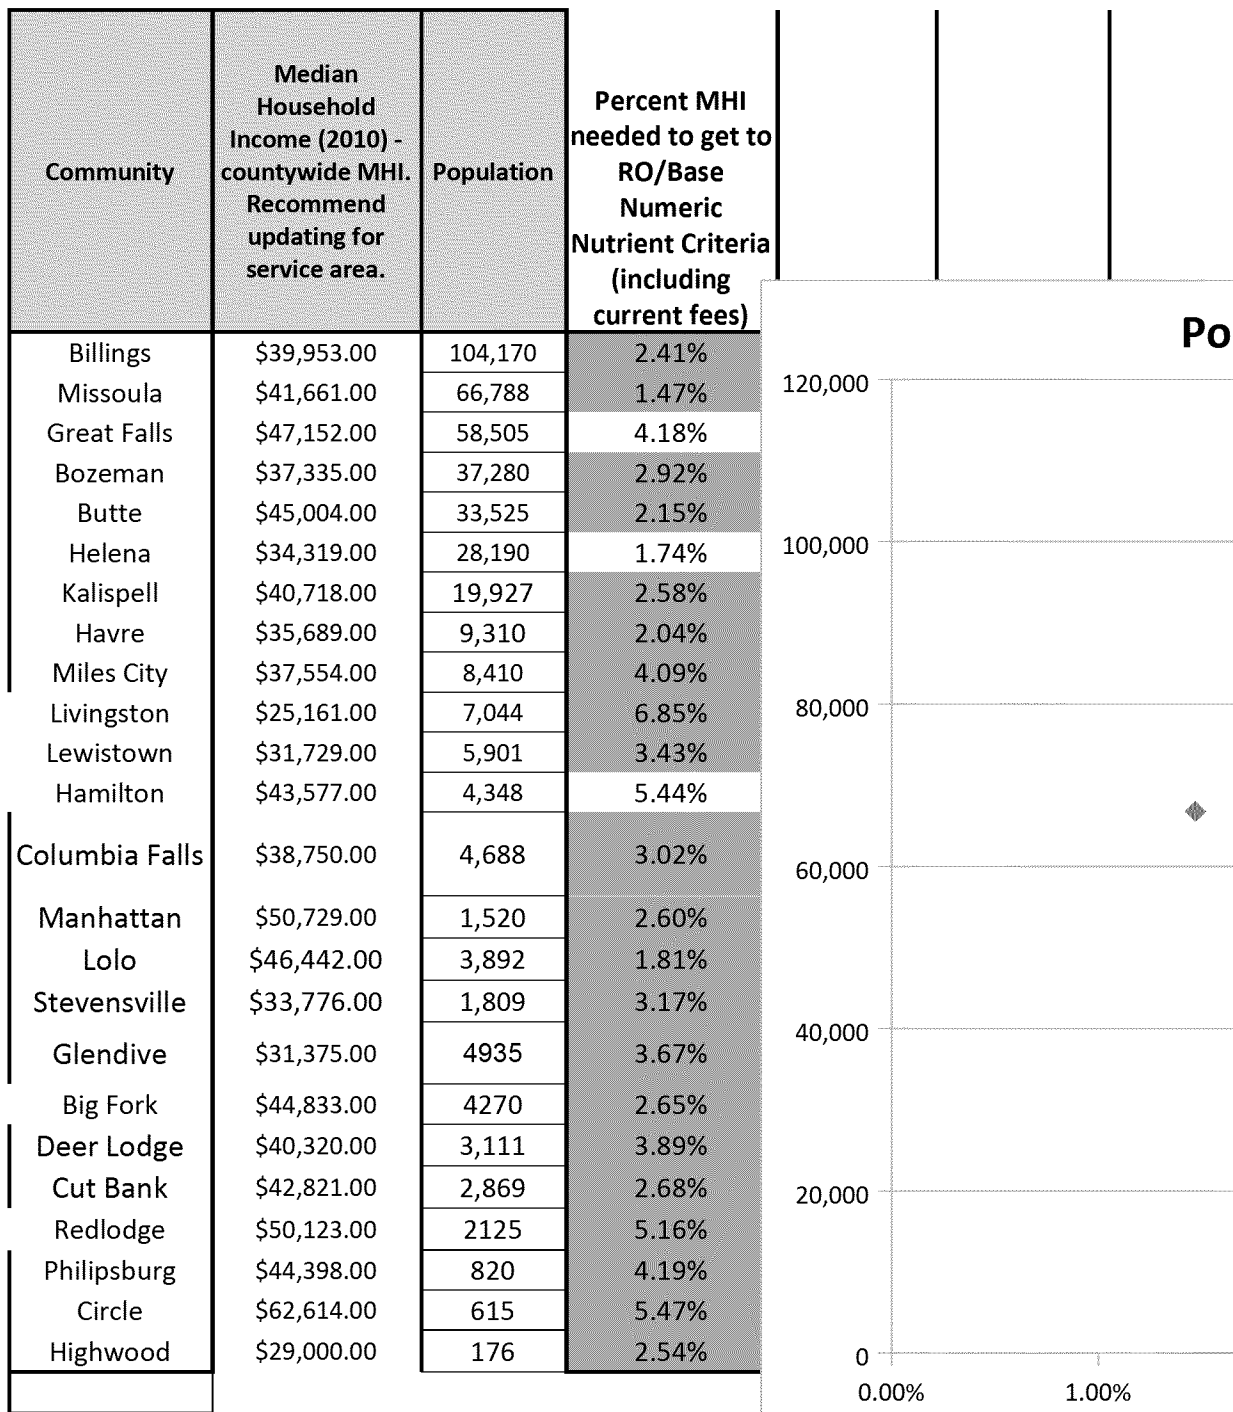 Community
Median
Household
Income (2010) -
countywide MHI.
Recommend
updating for
service area.
Population
Percent MHI
needed to get to
RO/Base
Numeric
Nutrient Criteria
(including
current fees)
Billings $39,953.00 104,170 2.41%
Missoula $41,661.00 66,788 1.47%
Great Falls $47,152.00 58,505 4.18%
Bozeman $37,335.00 37,280 2.92%
Butte $45,004.00 33,525 2.15%
Helena $34,319.00 28,190 1.74%
Kalispell $40,718.00 19,927 2.58%
Havre $35,689.00 9,310 2.04%
Miles City $37,554.00 8,410 4.09%
Livingston $25,161.00 7,044 6.85%
Lewistown $31,729.00 5,901 3.43%
Hamilton $43,577.00 4,348 5.44%
Columbia Falls $38,750.00 4,688 3.02%
Manhattan $50,729.00 1,520 2.60%
Lolo $46,442.00 3,892 1.81%
Stevensville $33,776.00 1,809 3.17%
Glendive $31,375.00 4935 3.67%
Big Fork $44,833.00 4270 2.65%
Deer Lodge $40,320.00 3,111 3.89%
Cut Bank $42,821.00 2,869 2.68%
Redlodge $50,123.00 2125 5.16%
Philipsburg $44,398.00 820 4.19%
Circle $62,614.00 615 5.47%
Highwood $29,000.00 176 2.54%
Po
120,000
100,000
80,000
60,000
40,000
20,000
0
0.00% 1.00%